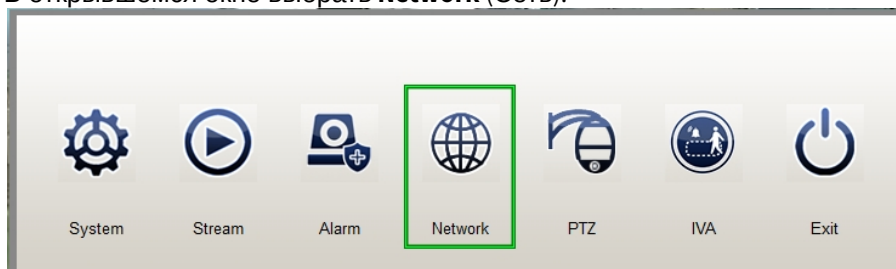 В открывшемся окне выбрать Network (Сеть).
System Stream Alarm Network PTZ IVA Exit